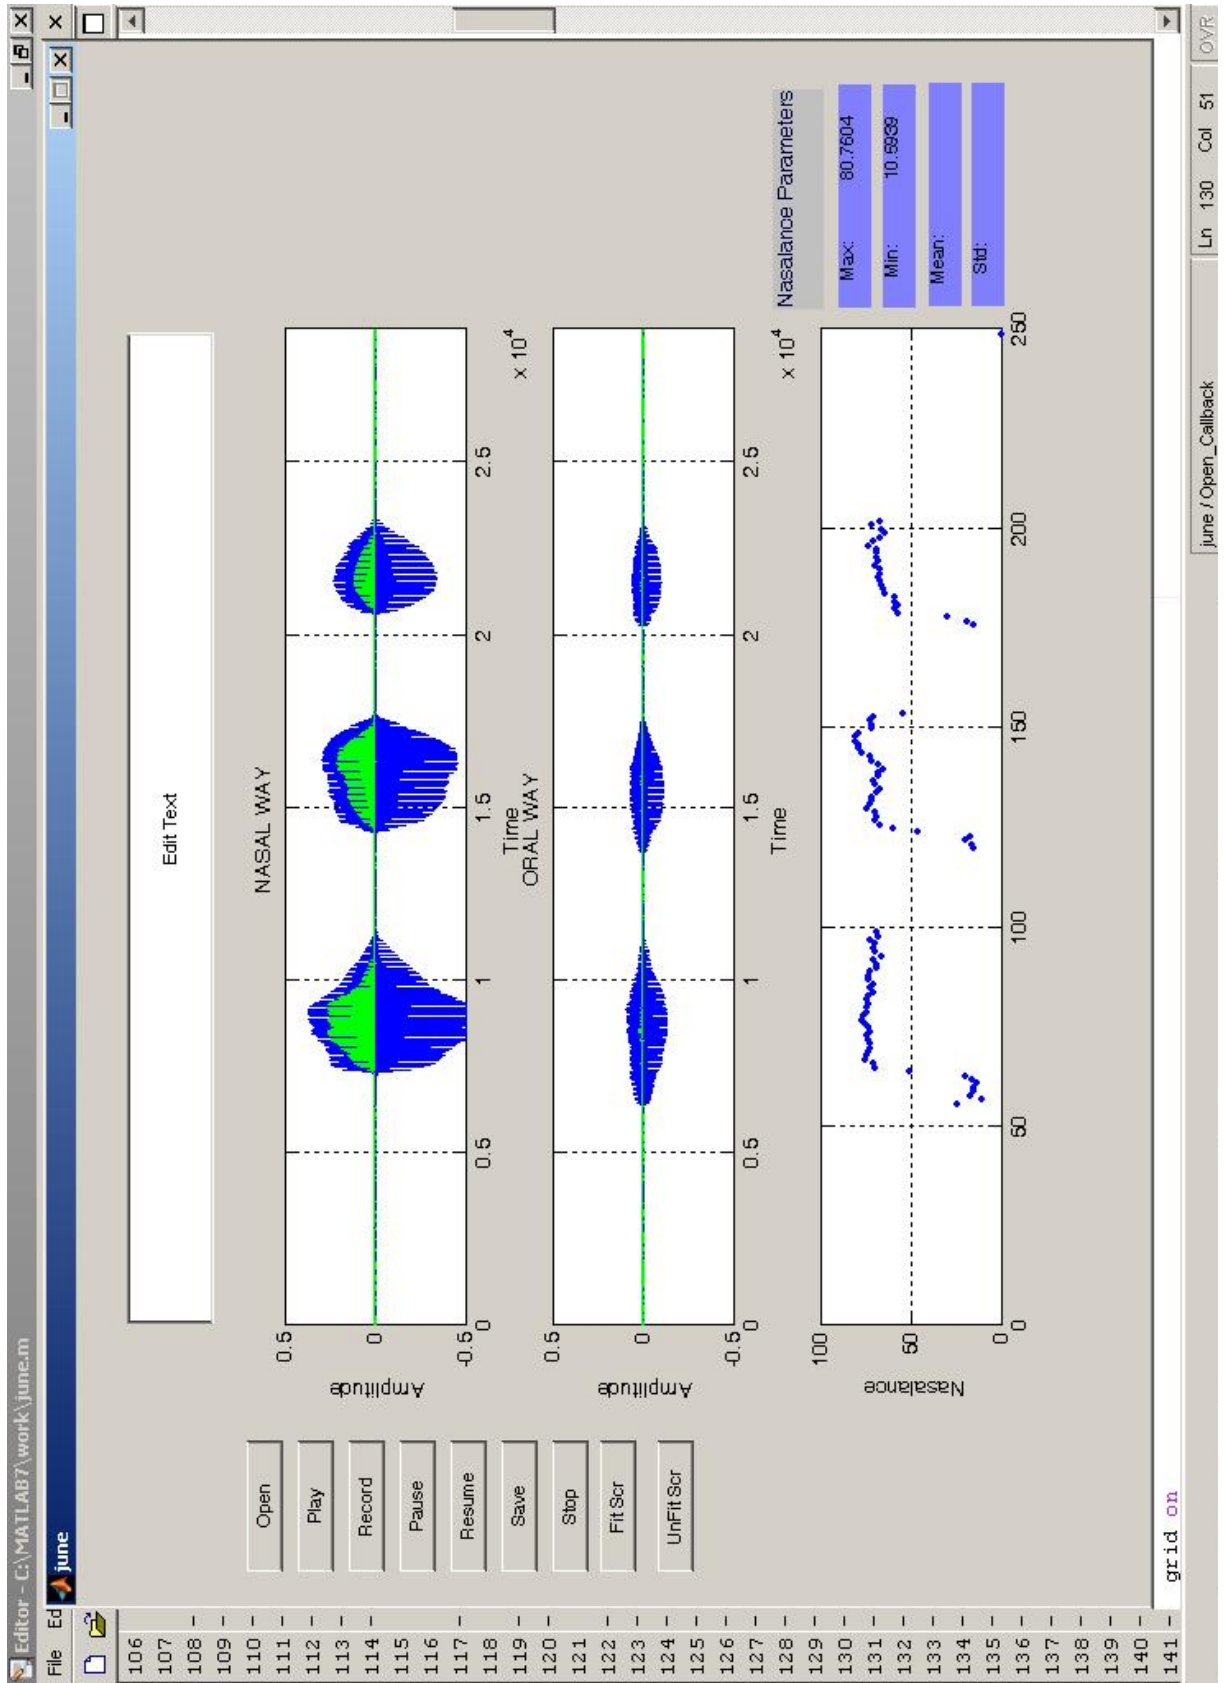 Editor - C:\MATLAB7\work\june.m
File Ed
june
106
107
108 -
109 -
110 -
111 -
112 -
113 -
114 -
115 -
116 -
117 -
118 -
119 -
120 -
121 -
122 -
123 -
124 -
125 -
126 -
127 -
128 -
129 -
130 -
131 -
132 -
133 -
134 -
135 -
136 -
137 -
138 -
139 -
140 -
141 -
Open
Play
Record
Pause
Resume
Save
Stop
Fit Scr
UnFit Scr
Edit Text
NASAL WAY
0.5
0
-0.5
Amplitude
0 0.5 1 1.5 2 2.5
x 10^4
Time
ORAL WAY
0.5
0
-0.5
Amplitude
0 0.5 1 1.5 2 2.5
x 10^4
Time
100
50
0
Nasalance
0 50 100 150 200 250
Nasalance Parameters
Max: 80.7604
Min: 10.5939
Mean:
Std:
grid on
june / Open_Callback
Ln 130 Col 51
OVR